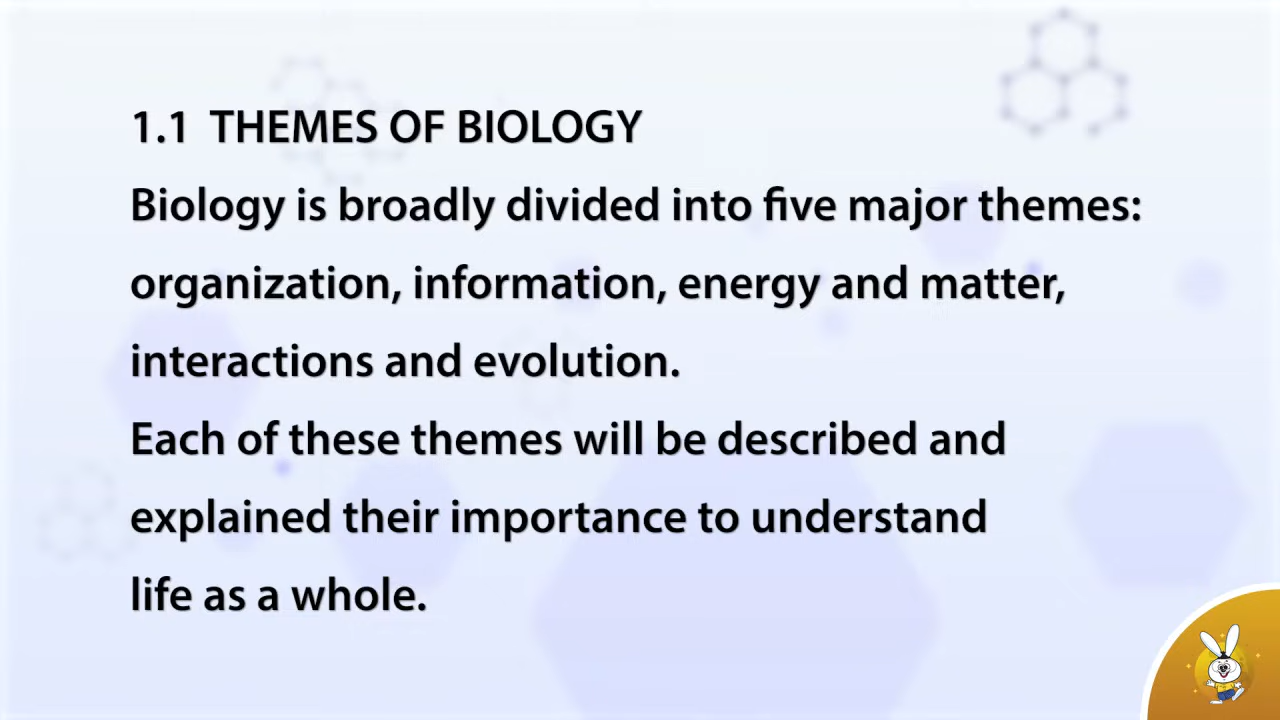 1.1 THEMES OF BIOLOGY
Biology is broadly divided into five major themes:
organization, information, energy and matter,
interactions and evolution.
Each of these themes will be described and
explained their importance to understand
life as a whole.